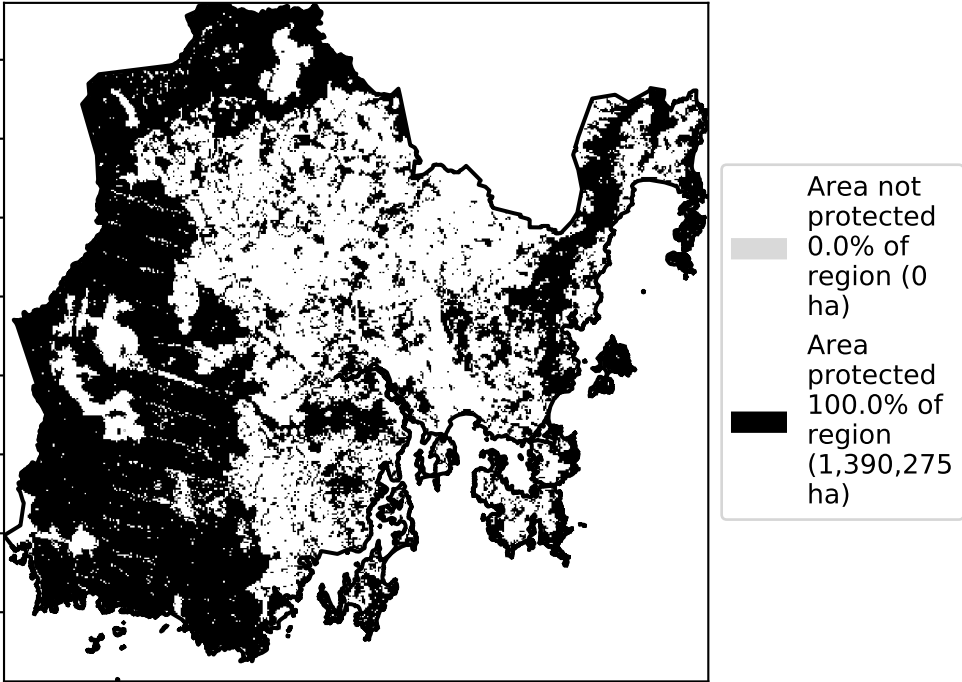 Area not
protected
0.0% of
region (0
ha)
Area
protected
100.0% of
region
(1,390,275
ha)